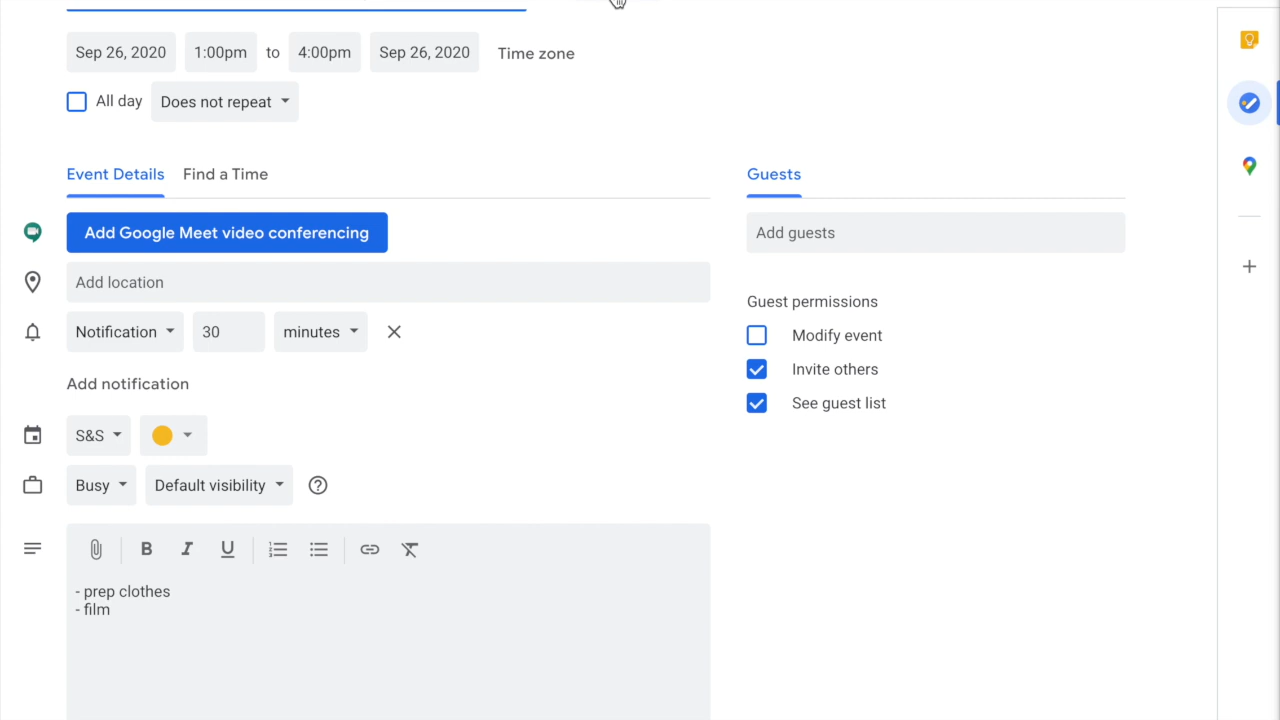 Sep 26, 2020 1:00pm to 4:00pm Sep 26, 2020 Time zone
All day Does not repeat
Event Details Find a Time
Guests
Add Google Meet video conferencing
Add guests
Add location
Guest permissions
Notification 30 minutes
Modify event
Invite others
Add notification
See guest list
S&S
Busy Default visibility
B I U
- prep clothes
- film